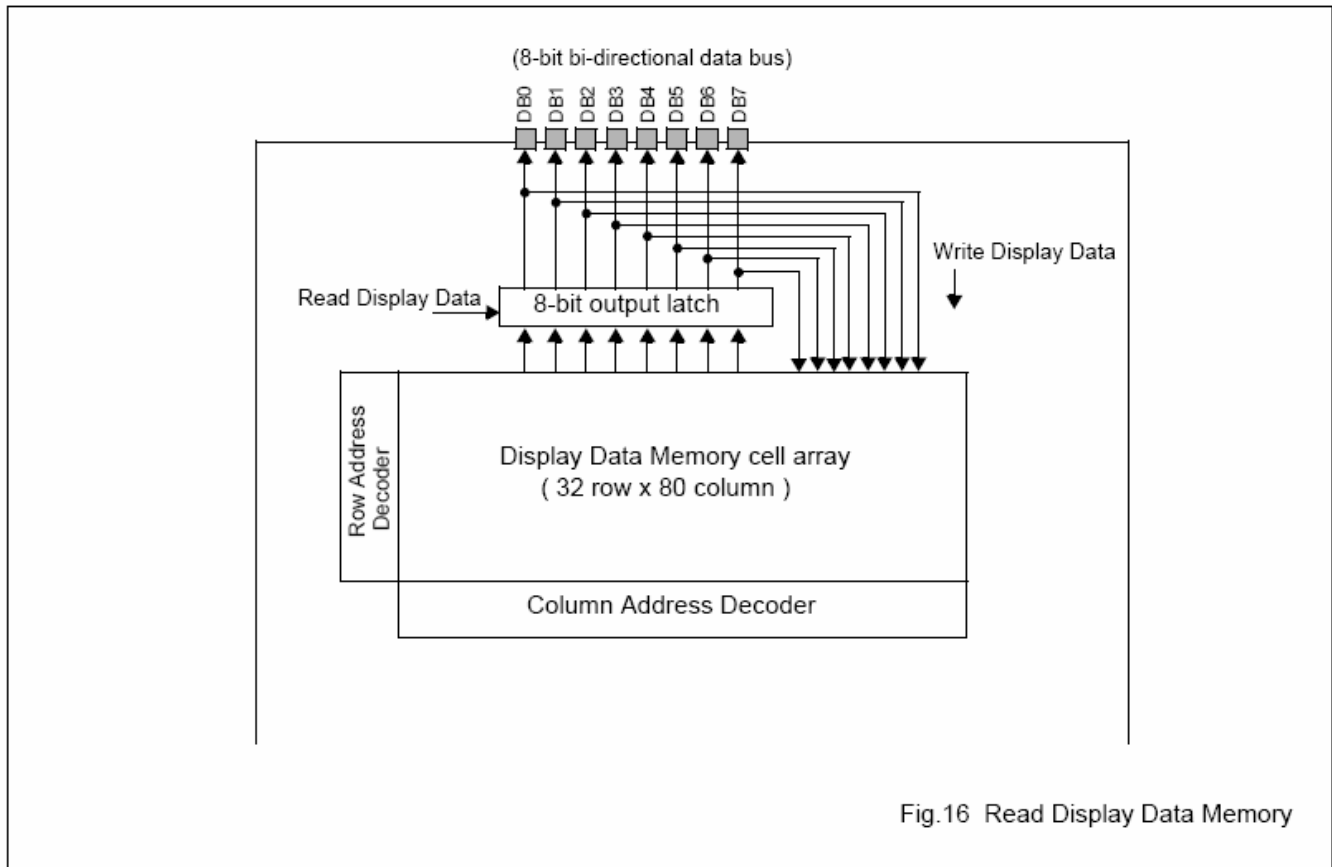 (8-bit bi-directional data bus)
DB0
DB1
DB2
DB3
DB4
DB5
DB6
DB7
Write Display Data
Read Display Data
8-bit output latch
Row Address
Decoder
Display Data Memory cell array
( 32 row x 80 column )
Column Address Decoder
Fig.16 Read Display Data Memory